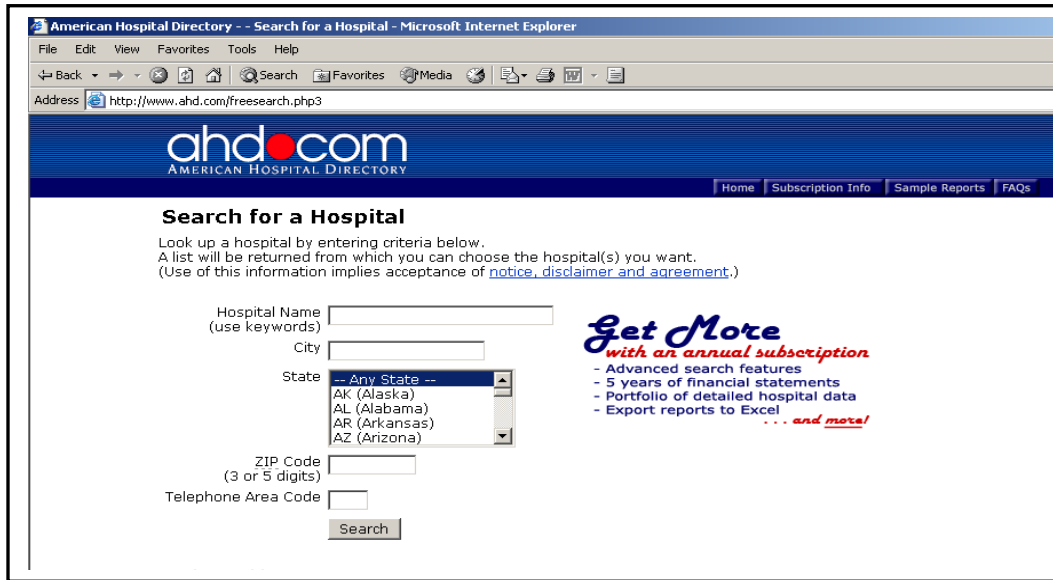 American Hospital Directory - - Search for a Hospital - Microsoft Internet Explorer
File Edit View Favorites Tools Help
Back Search Favorites Media
Address http://www.ahd.com/freesearch.php3
ahd.com
AMERICAN HOSPITAL DIRECTORY
Home Subscription Info Sample Reports FAQs
Search for a Hospital
Look up a hospital by entering criteria below.
A list will be returned from which you can choose the hospital(s) you want.
(Use of this information implies acceptance of notice, disclaimer and agreement.)
Hospital Name
(use keywords)
City
State
-- Any State --
AK (Alaska)
AL (Alabama)
AR (Arkansas)
AZ (Arizona)
ZIP Code
(3 or 5 digits)
Telephone Area Code
Search
Get More
with an annual subscription
- Advanced search features
- 5 years of financial statements
- Portfolio of detailed hospital data
- Export reports to Excel
. . . and more!